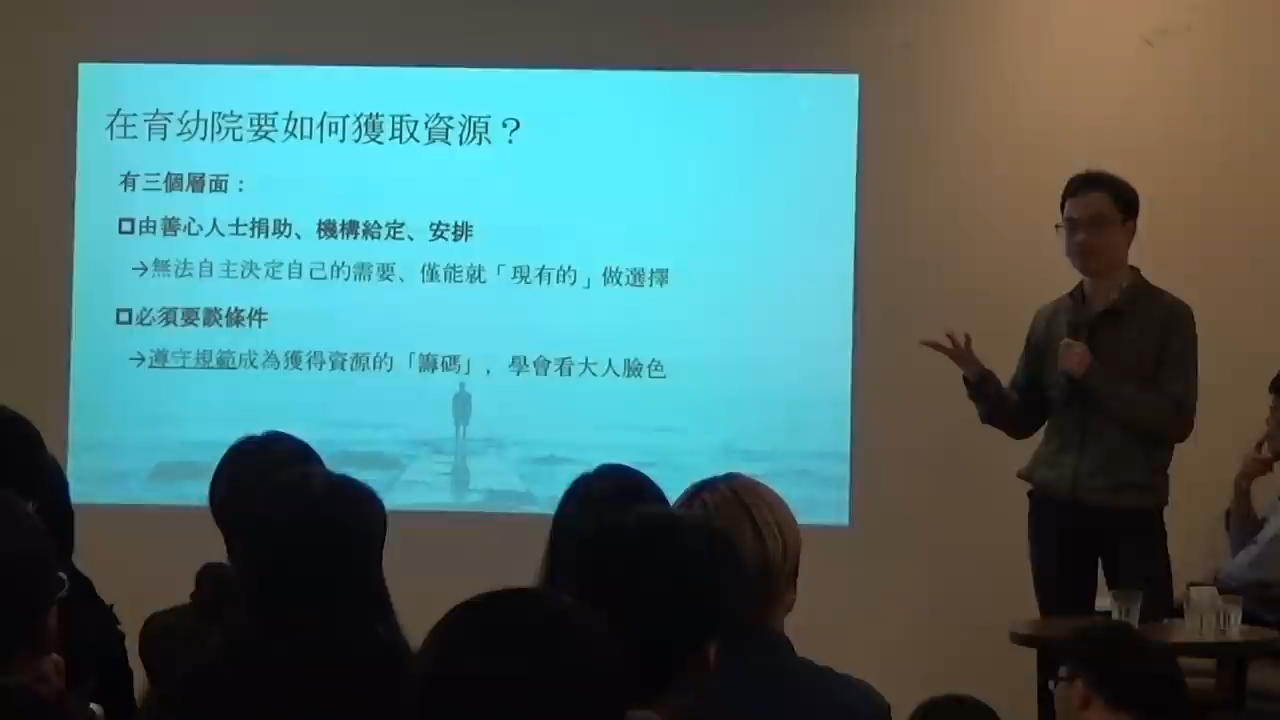 在育幼院要如何獲取資源？
有三個層面：
由善心人士捐助、機構給定、安排
→無法自主決定自己的需要、僅能就「現有的」做選擇
必須要談條件
→遵守規範成為獲得資源的「籌碼」，學會看大人臉色